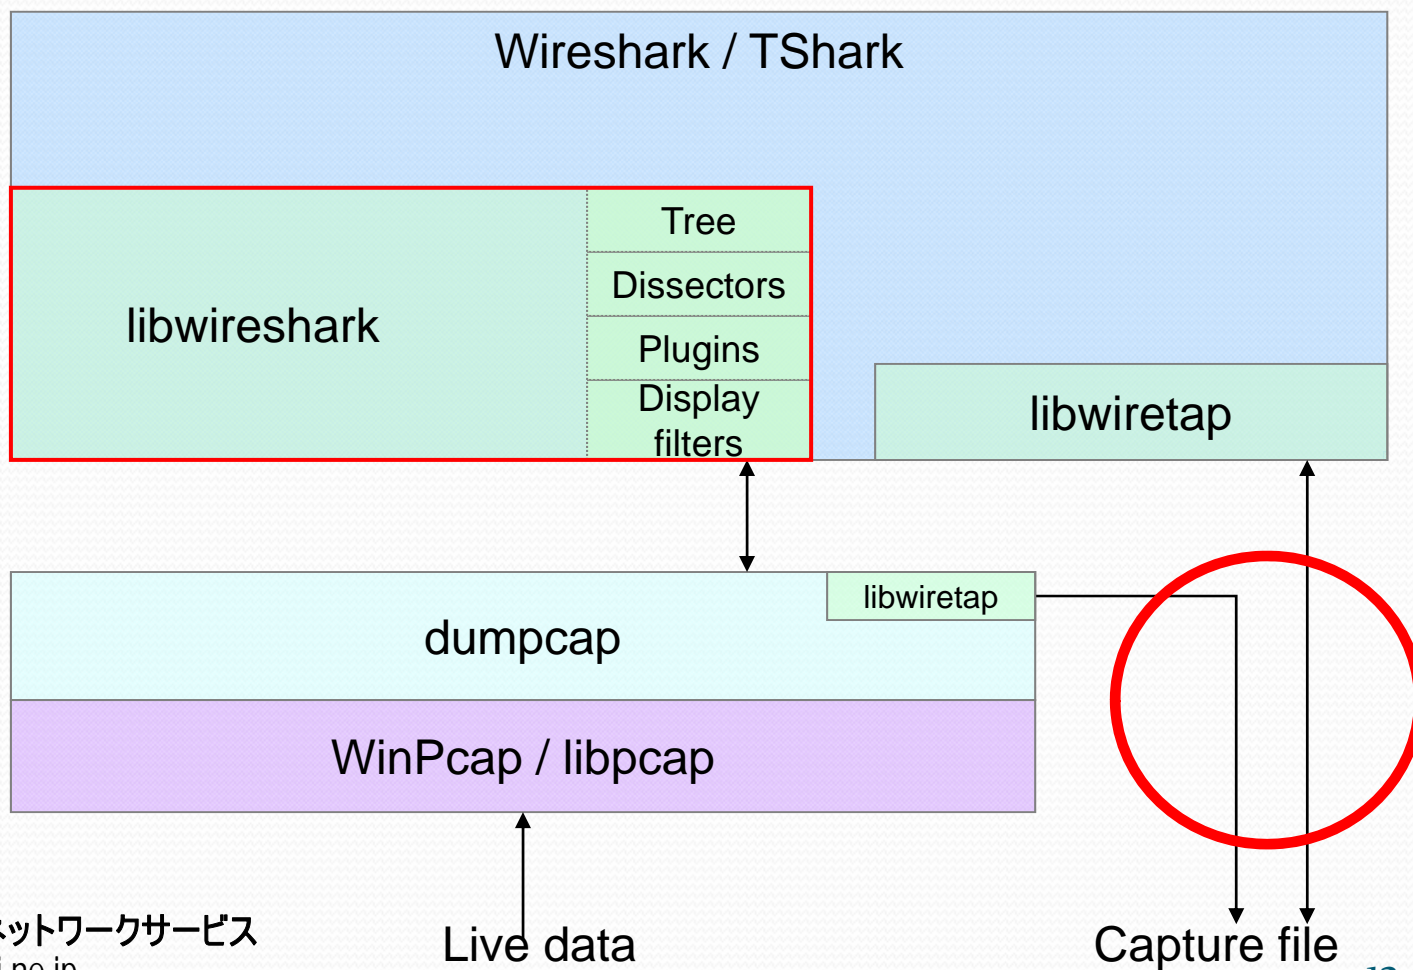 Wireshark / TShark
Tree
Dissectors
libwireshark
Plugins
Display
filters
libwiretap
libwiretap
dumpcap
WinPcap / libpcap
ネットワークサービス
Live data
Capture file